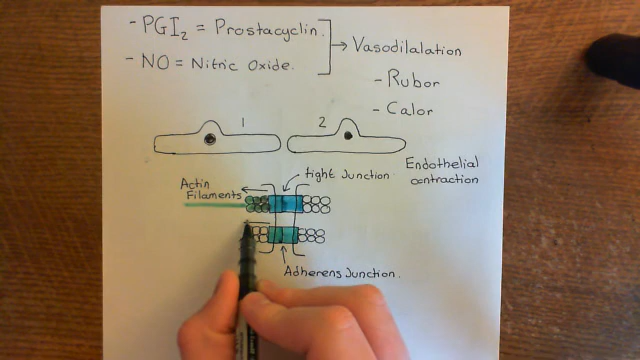 - PGI₂ = Prostacyclin.
- NO = Nitric Oxide.
→ Vasodilalation
- Rubor
- Calor
1
2
Endothelial
contraction
Actin
Filaments
tight Junction
Adherens Junction.